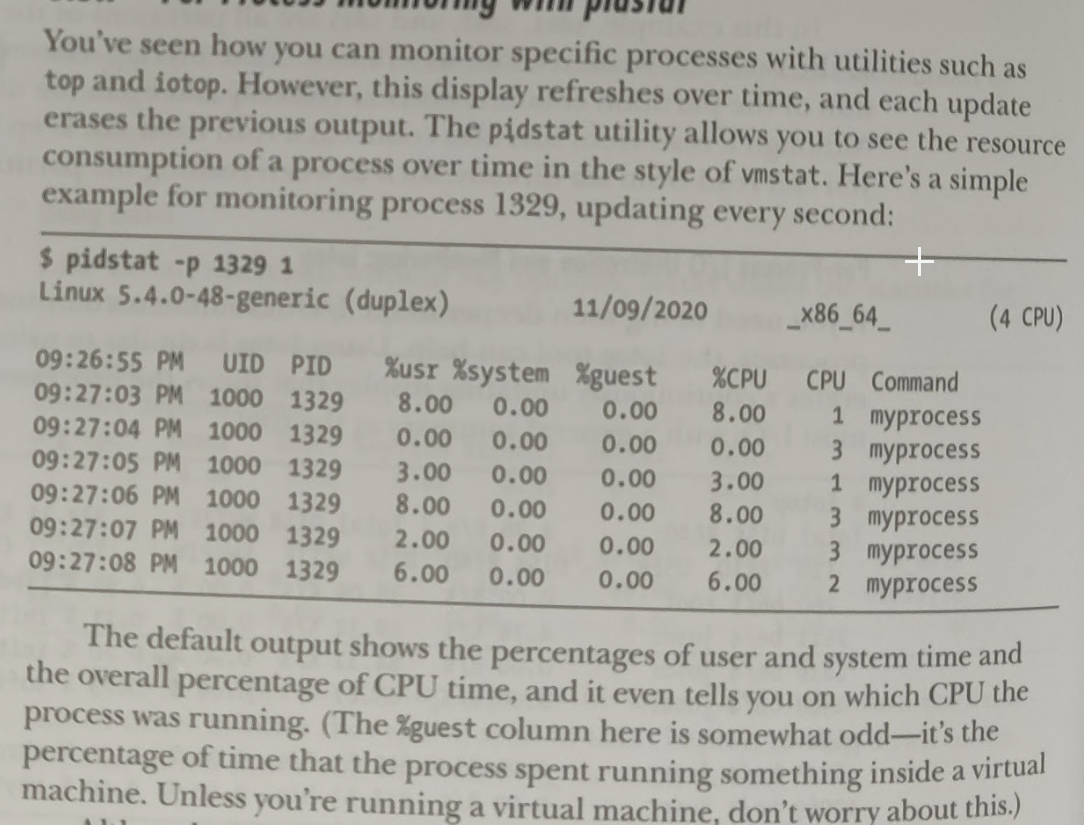 Process Monitoring with pidstat
You've seen how you can monitor specific processes with utilities such as
top and iotop. However, this display refreshes over time, and each update
erases the previous output. The pidstat utility allows you to see the resource
consumption of a process over time in the style of vmstat. Here's a simple
example for monitoring process 1329, updating every second:
$ pidstat -p 1329 1
Linux 5.4.0-48-generic (duplex) 11/09/2020 _x86_64_ (4 CPU)
09:26:55 PM UID PID %usr %system %guest %CPU CPU Command
09:27:03 PM 1000 1329 8.00 0.00 0.00 8.00 1 myprocess
09:27:04 PM 1000 1329 0.00 0.00 0.00 0.00 3 myprocess
09:27:05 PM 1000 1329 3.00 0.00 0.00 3.00 1 myprocess
09:27:06 PM 1000 1329 8.00 0.00 0.00 8.00 3 myprocess
09:27:07 PM 1000 1329 2.00 0.00 0.00 2.00 3 myprocess
09:27:08 PM 1000 1329 6.00 0.00 0.00 6.00 2 myprocess
The default output shows the percentages of user and system time and
the overall percentage of CPU time, and it even tells you on which CPU the
process was running. (The %guest column here is somewhat odd—it's the
percentage of time that the process spent running something inside a virtual
machine. Unless you're running a virtual machine, don't worry about this.)